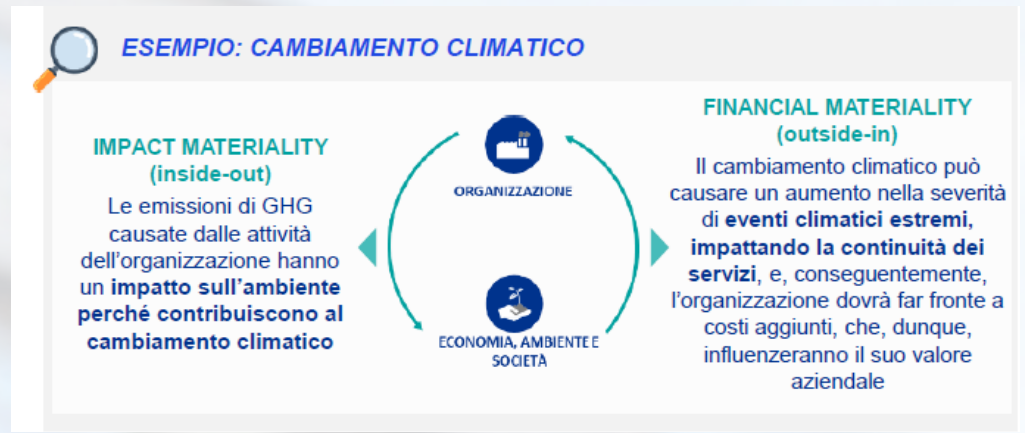 ESEMPIO: CAMBIAMENTO CLIMATICO
IMPACT MATERIALITY
(inside-out)
Le emissioni di GHG
causate dalle attività
dell'organizzazione hanno
un impatto sull'ambiente
perché contribuiscono al
cambiamento climatico
ORGANIZZAZIONE
ECONOMIA, AMBIENTE E
SOCIETÀ
FINANCIAL MATERIALITY
(outside-in)
Il cambiamento climatico può
causare un aumento nella severità
di eventi climatici estremi,
impattando la continuità dei
servizi, e, conseguentemente,
l'organizzazione dovrà far fronte a
costi aggiunti, che, dunque,
influenzeranno il suo valore
aziendale